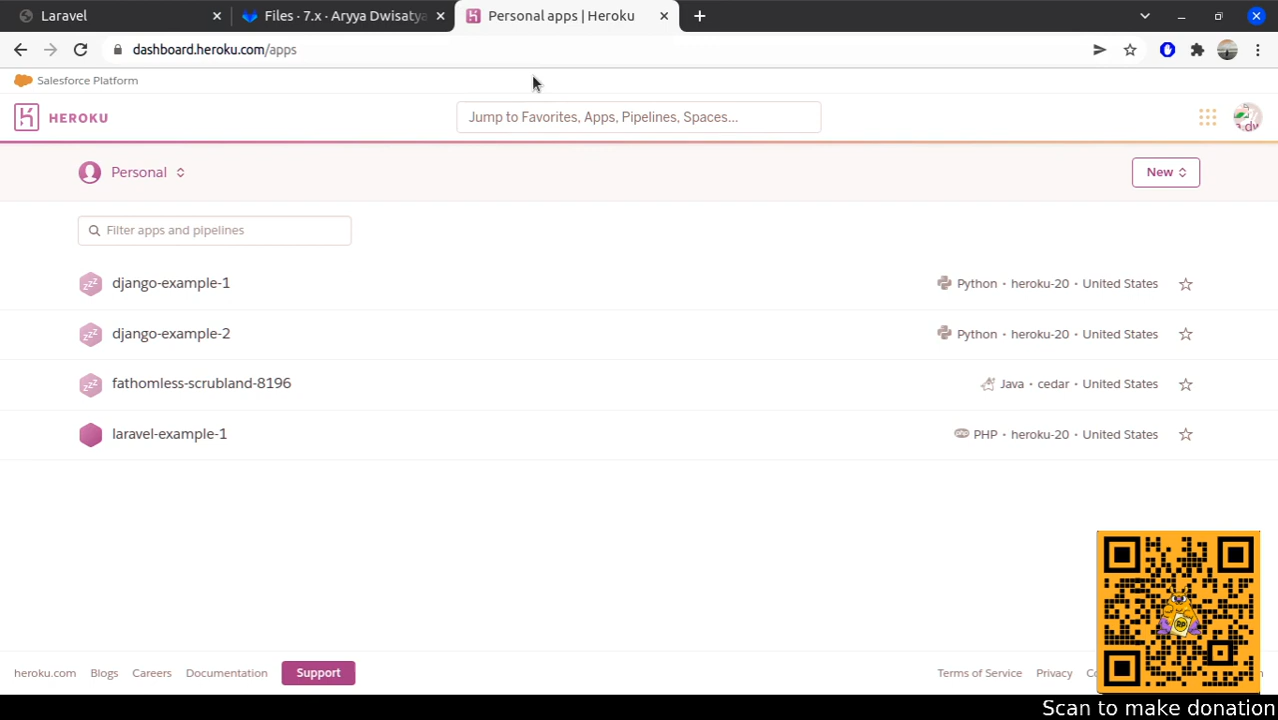 Laravel
Files · 7.x · Aryya Dwisatya
Personal apps | Heroku
dashboard.heroku.com/apps
Salesforce Platform
HEROKU
Jump to Favorites, Apps, Pipelines, Spaces...
Personal
New
Filter apps and pipelines
django-example-1
Python · heroku-20 · United States
django-example-2
Python · heroku-20 · United States
fathomless-scrubland-8196
Java · cedar · United States
laravel-example-1
PHP · heroku-20 · United States
heroku.com Blogs Careers Documentation Support
Terms of Service Privacy
Scan to make donation